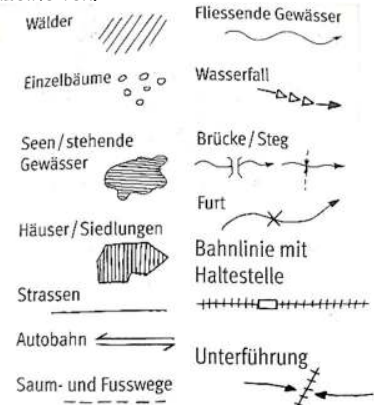 Wälder
Einzelbäume
Seen/stehende
Gewässer
Häuser/Siedlungen
Strassen
Autobahn
Saum- und Fusswege
Fliessende Gewässer
Wasserfall
Brücke/Steg
Furt
Bahnlinie mit
Haltestelle
Unterführung